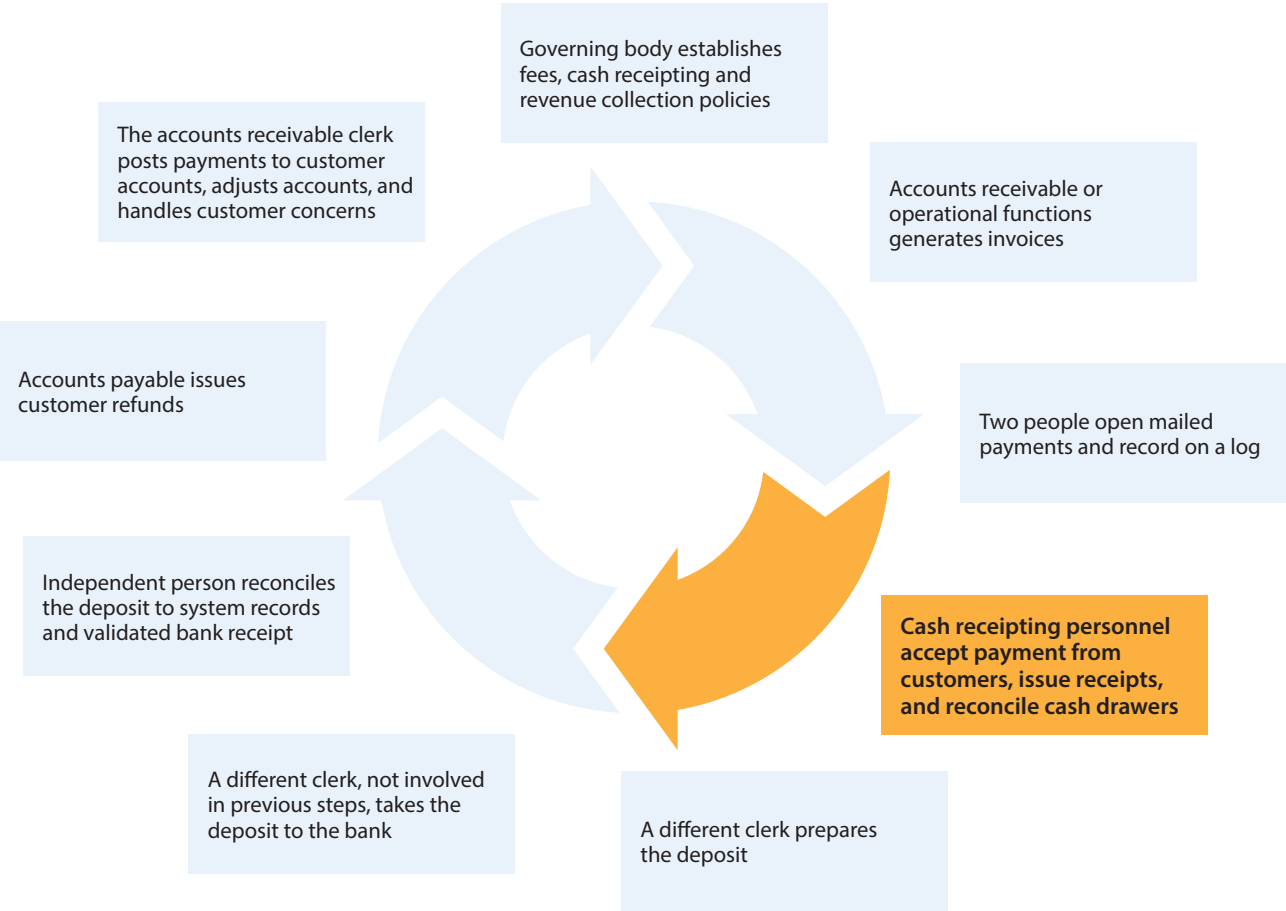 Governing body establishes
fees, cash receipting and
revenue collection policies
Accounts receivable or
operational functions
generates invoices
Two people open mailed
payments and record on a log
Cash receipting personnel
accept payment from
customers, issue receipts,
and reconcile cash drawers
A different clerk prepares
the deposit
A different clerk, not involved
in previous steps, takes the
deposit to the bank
Independent person reconciles
the deposit to system records
and validated bank receipt
Accounts payable issues
customer refunds
The accounts receivable clerk
posts payments to customer
accounts, adjusts accounts, and
handles customer concerns